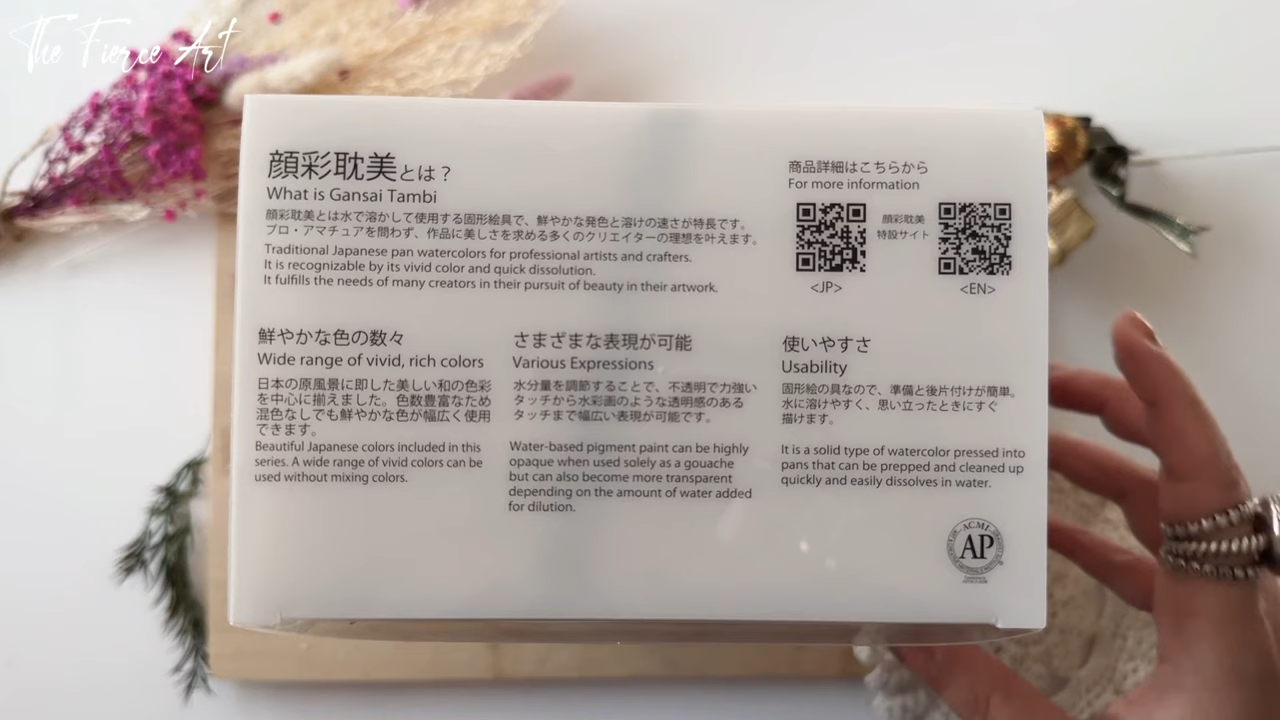 The Fierce Art
顔彩耽美とは？
What is Gansai Tambi
顔彩耽美とは水で溶かして使用する固形絵具で、鮮やかな発色と溶けの速さが特長です。
プロ・アマチュアを問わず、作品に美しさを求める多くのクリエイターの理想を叶えます。
Traditional Japanese pan watercolors for professional artists and crafters.
It is recognizable by its vivid color and quick dissolution.
It fulfills the needs of many creators in their pursuit of beauty in their artwork.
商品詳細はこちらから
For more information
顔彩耽美
特設サイト
<JP>
<EN>
鮮やかな色の数々
Wide range of vivid, rich colors
日本の原風景に即した美しい和の色彩
を中心に揃えました。色数豊富なため
混色なしでも鮮やかな色が幅広く使用
できます。
Beautiful Japanese colors included in this
series. A wide range of vivid colors can be
used without mixing colors.
さまざまな表現が可能
Various Expressions
水分量を調節することで、不透明で力強い
タッチから水彩画のような透明感のある
タッチまで幅広い表現が可能です。
Water-based pigment paint can be highly
opaque when used solely as a gouache
but can also become more transparent
depending on the amount of water added
for dilution.
使いやすさ
Usability
固形絵の具なので、準備と後片付けが簡単。
水に溶けやすく、思い立ったときにすぐ
描けます。
It is a solid type of watercolor pressed into
pans that can be prepped and cleaned up
quickly and easily dissolves in water.
ACMI
AP